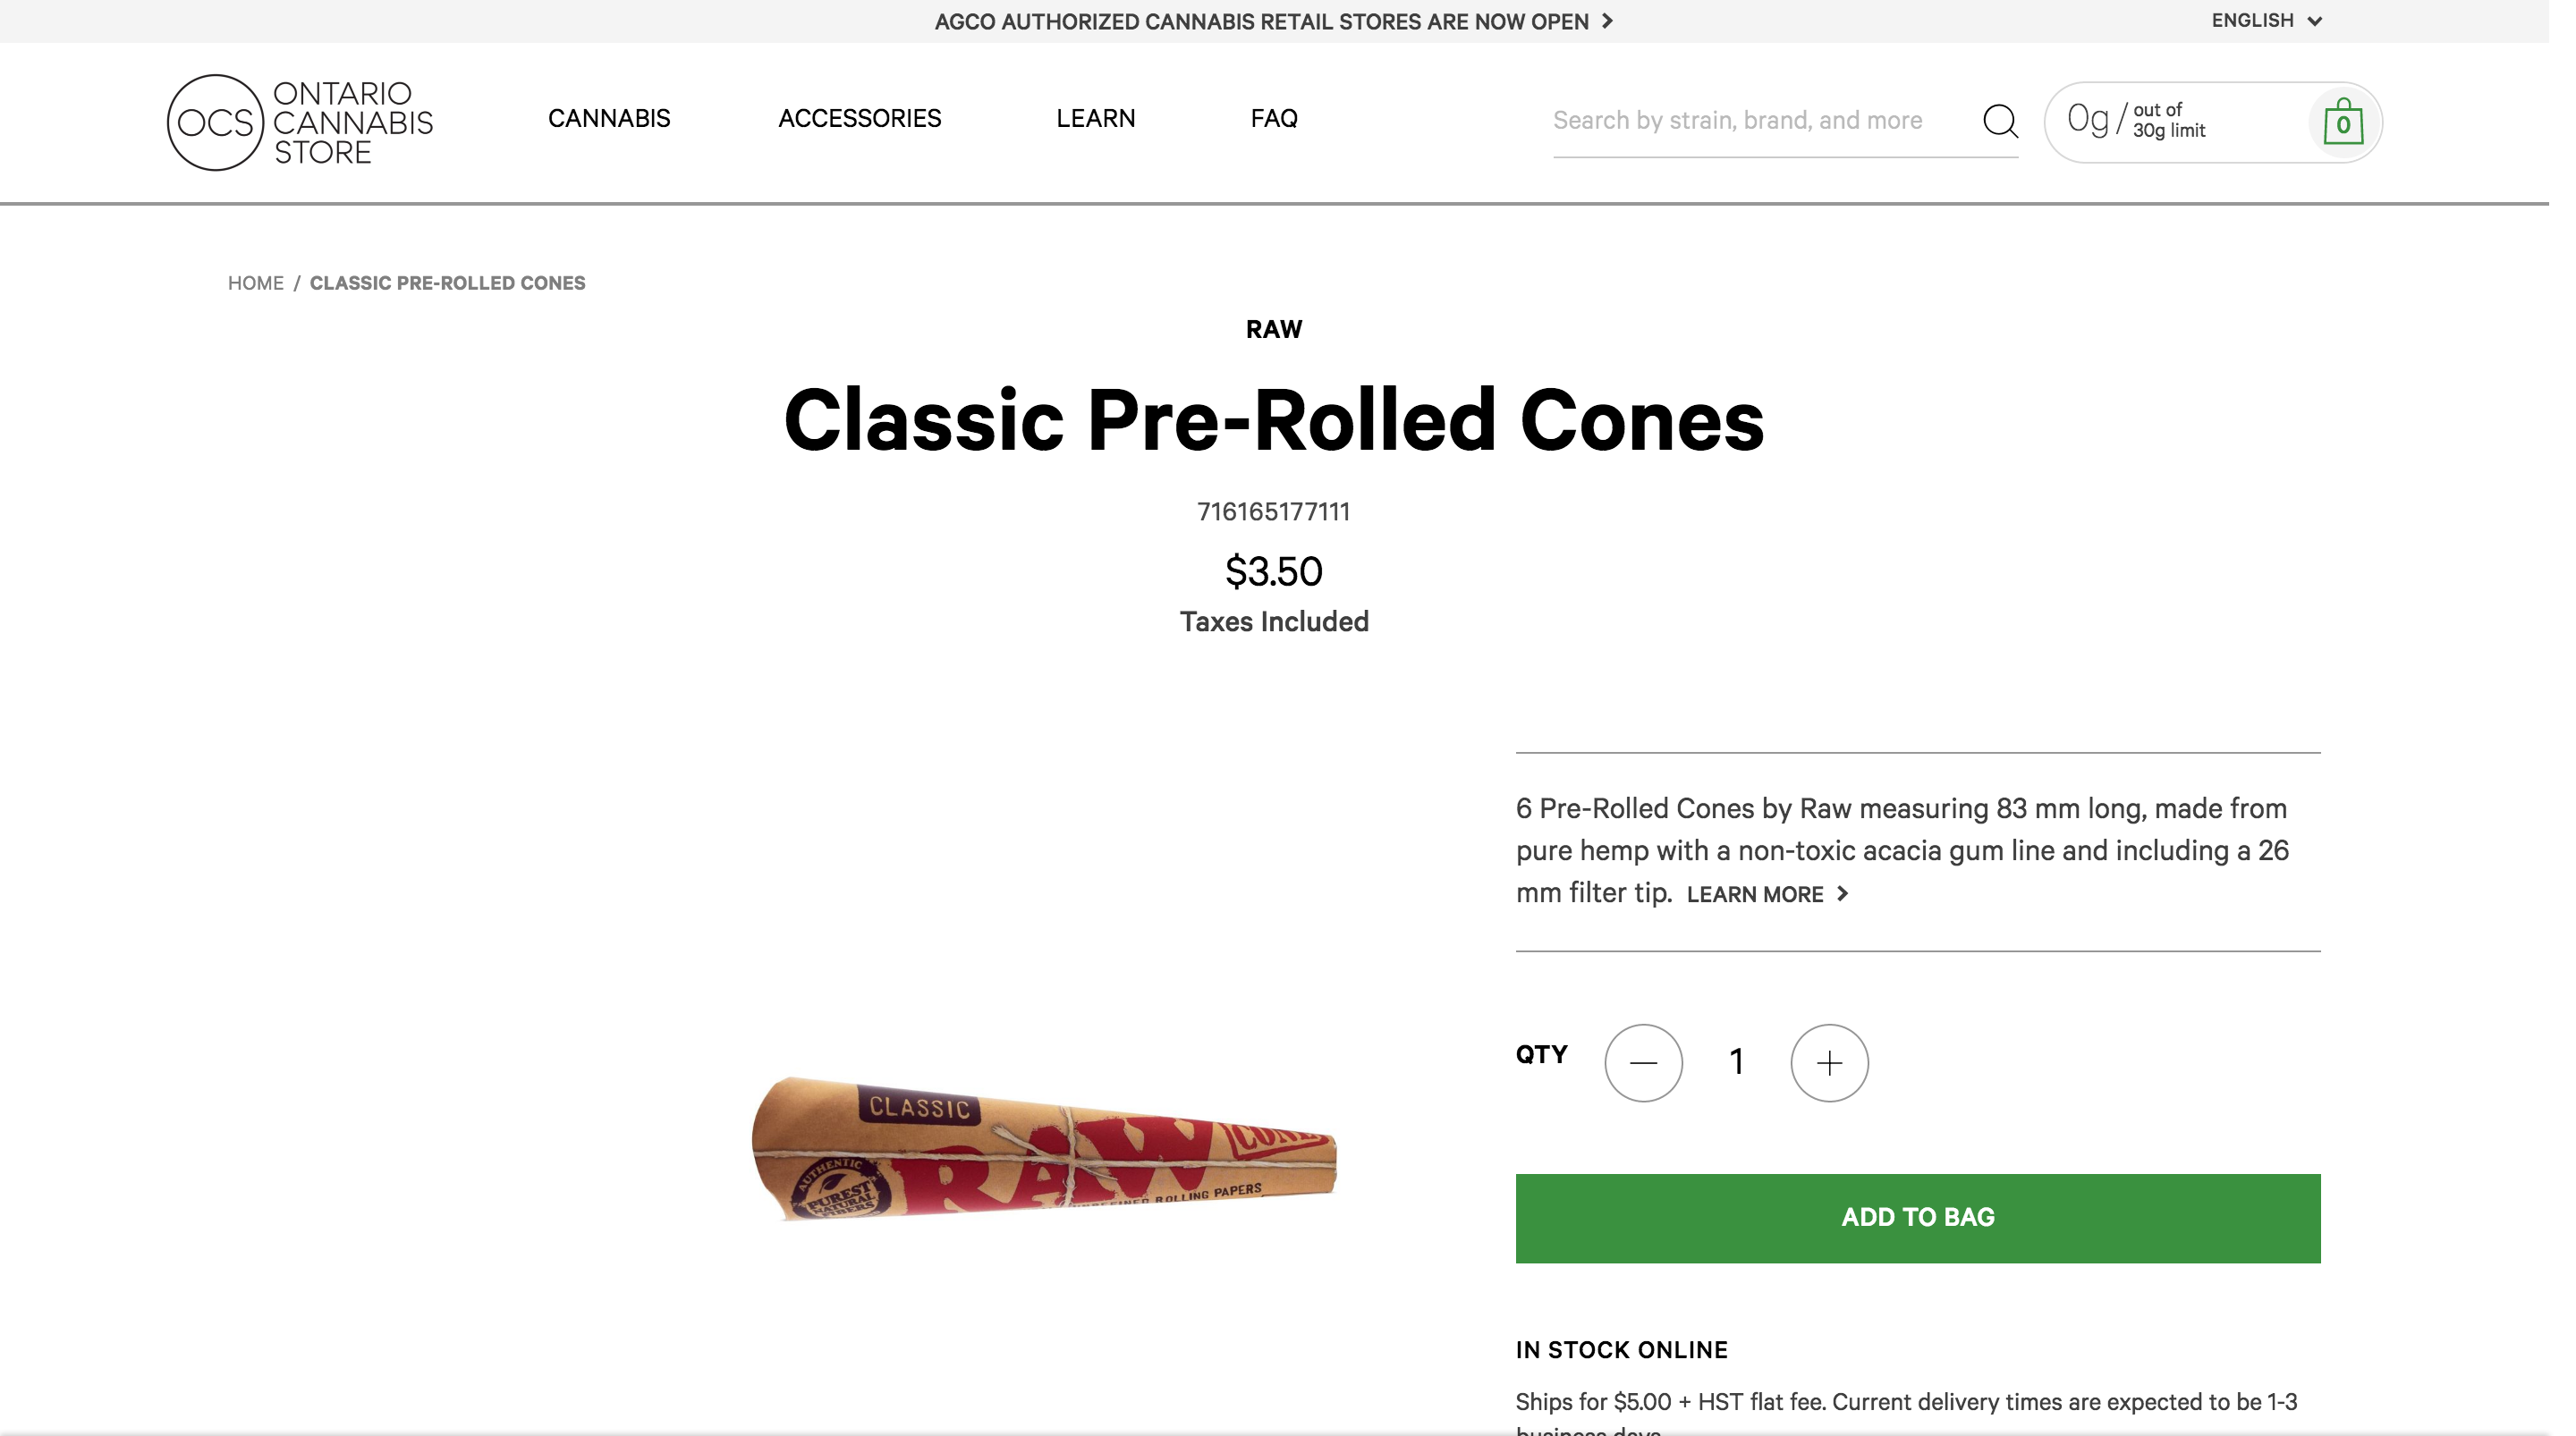 AGCO AUTHORIZED CANNABIS RETAIL STORES ARE NOW OPEN
ENGLISH
OCS ONTARIO
CANNABIS
STORE
CANNABIS
ACCESSORIES
LEARN
FAQ
Search by strain, brand, and more
0g / out of
30g limit
0
HOME / CLASSIC PRE-ROLLED CONES
RAW
Classic Pre-Rolled Cones
716165177111
$3.50
Taxes Included
6 Pre-Rolled Cones by Raw measuring 83 mm long, made from
pure hemp with a non-toxic acacia gum line and including a 26
mm filter tip. LEARN MORE
QTY
1
CLASSIC
RAW
CONE
AUTHENTIC
PUREST
NATURAL
FIBERS
UNREFINED ROLLING PAPERS
ADD TO BAG
IN STOCK ONLINE
Ships for $5.00 + HST flat fee. Current delivery times are expected to be 1-3
business days